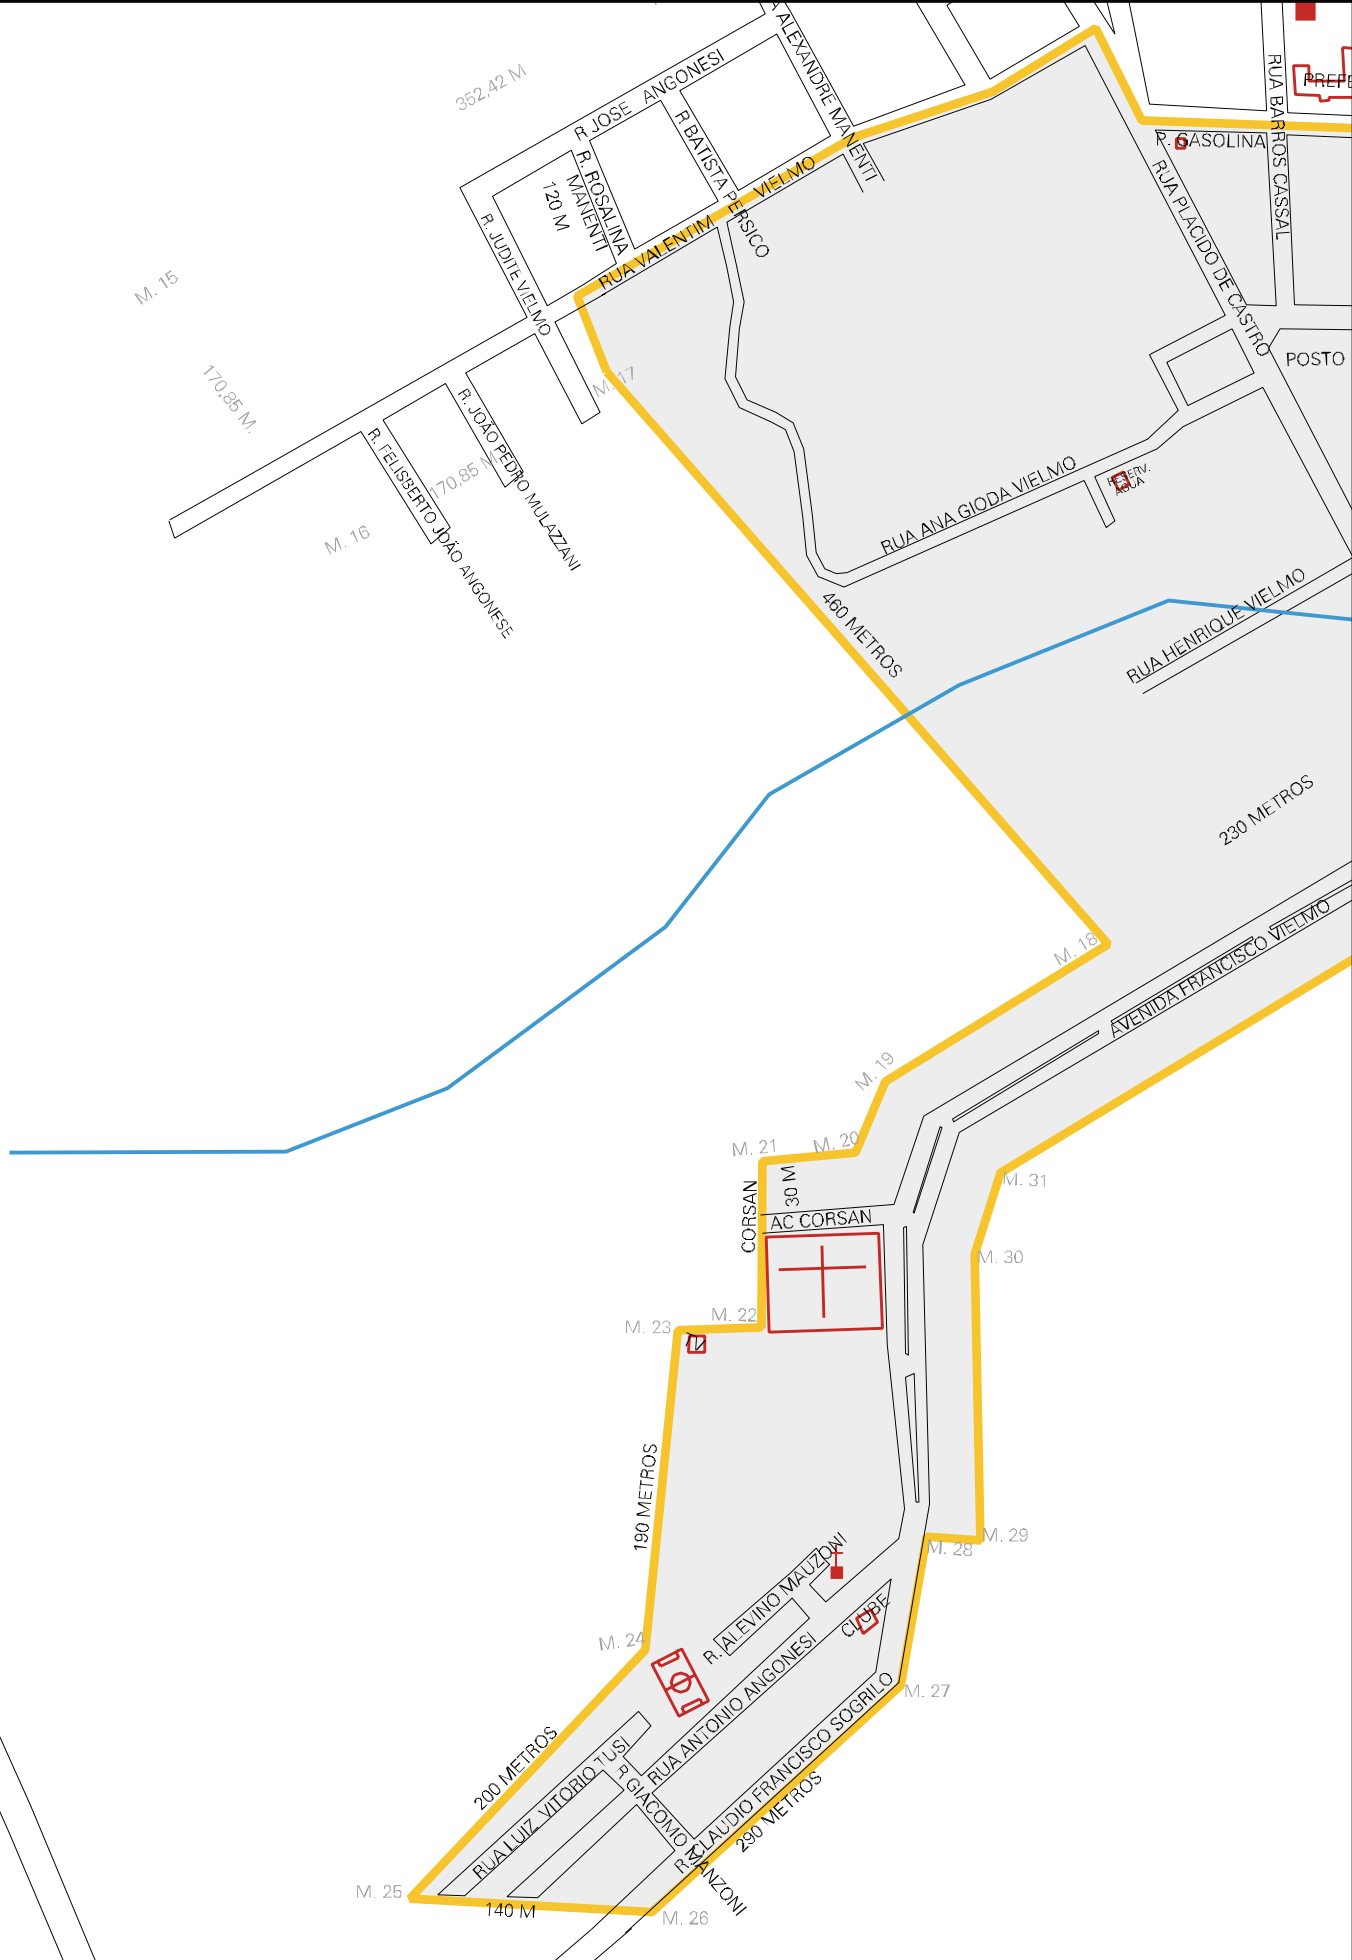 352.42 M
R JOSE ANGONESI
ALEXANDRE MANENTI
RUA BARROS CASSAL
P. GASOLINA
R BATISTA PERSICO
R. ROSALINA
MANENTI
120 M
R. JUDITE VIELMO
RUA VALENTIM VIELMO
RUA PLACIDO DE CASTRO
POSTO
M. 15
M. 17
170,85 M.
R. JOÃO PEDRO MULAZZANI
R. FELISBERTO JOÃO ANGONESE
170,85 M.
M. 16
RESERV.
AGUA
RUA ANA GIODA VIELMO
460 METROS
RUA HENRIQUE VIELMO
230 METROS
M. 18
AVENIDA FRANCISCO VIELMO
M. 19
M. 20
M. 21
30 M
CORSAN
AC CORSAN
M. 31
M. 30
M. 22
M. 23
190 METROS
M. 29
M. 28
R. ALEVINO MAUZONI
CLUBE
M. 24
RUA ANTONIO ANGONESI
M. 27
200 METROS
RUA LUIZ VITORIO TUSI
R GIACOMO MANZONI
R. CLAUDIO FRANCISCO SOGRILO
290 METROS
M. 25
140 M
M. 26